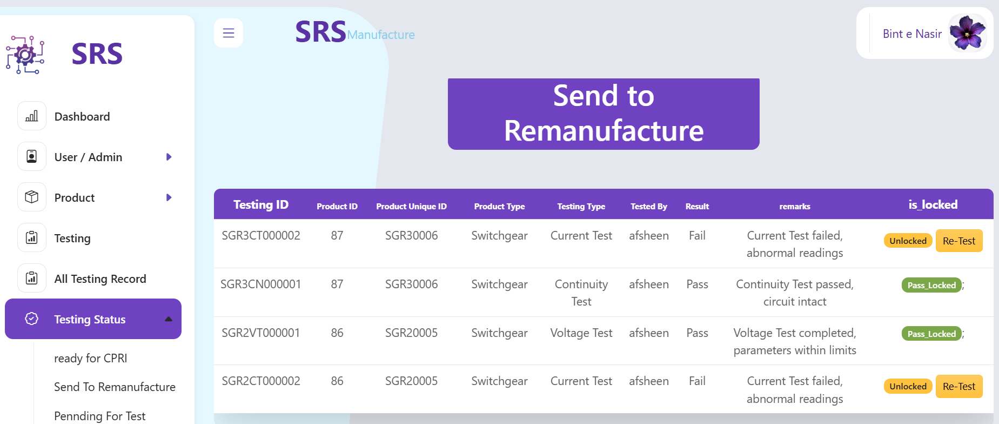 SRS
Dashboard
User / Admin
Product
Testing
All Testing Record
Testing Status
ready for CPRI
Send To Remanufacture
Pennding For Test
SRS Manufacture
Bint e Nasir
Send to
Remanufacture
Testing ID Product ID Product Unique ID Product Type Testing Type Tested By Result remarks is_locked
SGR3CT000002 87 SGR30006 Switchgear Current Test afsheen Fail Current Test failed, Unlocked Re-Test
abnormal readings
SGR3CN000001 87 SGR30006 Switchgear Continuity afsheen Pass Continuity Test passed, Pass_Locked;
Test circuit intact
SGR2VT000001 86 SGR20005 Switchgear Voltage Test afsheen Pass Voltage Test completed, Pass_Locked;
parameters within limits
SGR2CT000002 86 SGR20005 Switchgear Current Test afsheen Fail Current Test failed, Unlocked Re-Test
abnormal readings